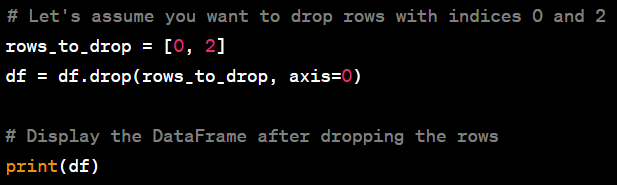 # Let's assume you want to drop rows with indices 0 and 2
rows_to_drop = [0, 2]
df = df.drop(rows_to_drop, axis=0)
# Display the DataFrame after dropping the rows
print(df)